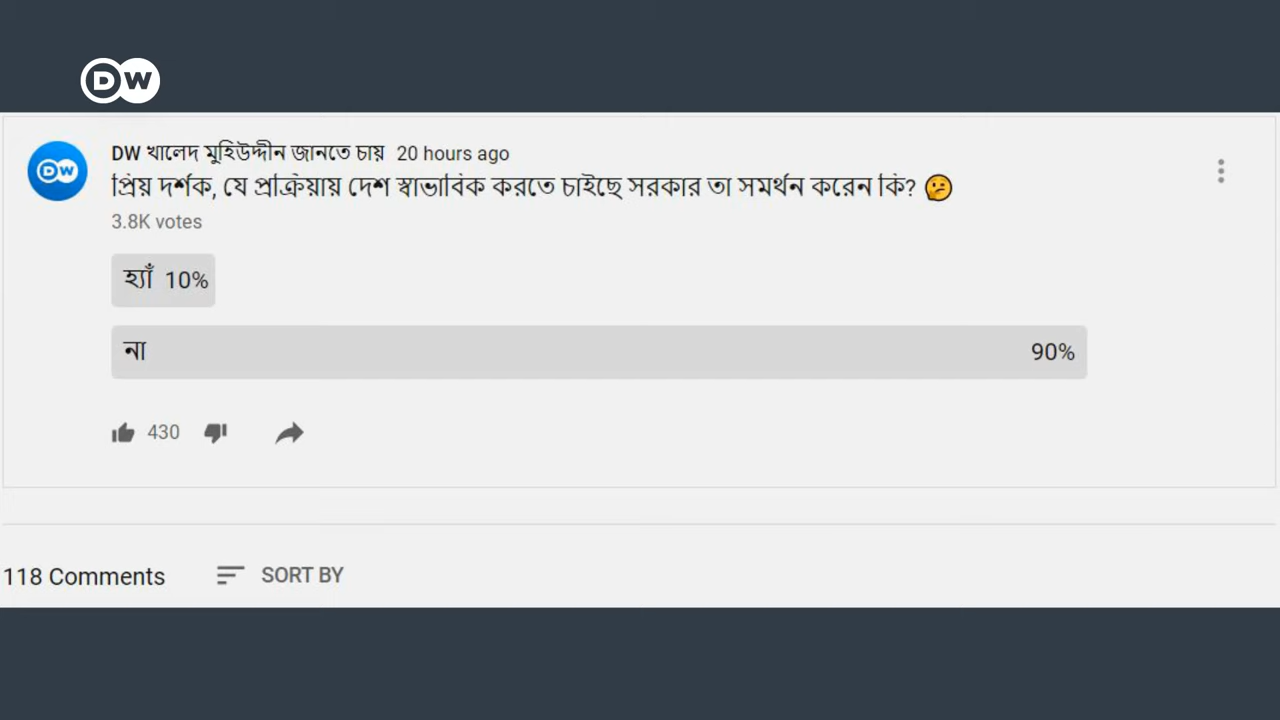 DW
DW
DW খালেদ মুহিউদ্দীন জানতে চায় 20 hours ago
প্রিয় দর্শক, যে প্রক্রিয়ায় দেশ স্বাভাবিক করতে চাইছে সরকার তা সমর্থন করেন কি? 🤔
3.8K votes
হ্যাঁ 10%
না 90%
430
118 Comments SORT BY